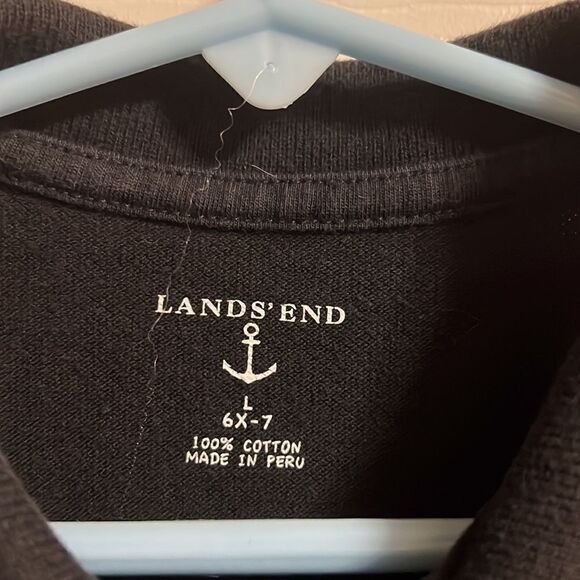 LANDS' END
L
6X-7
100% COTTON
MADE IN PERU